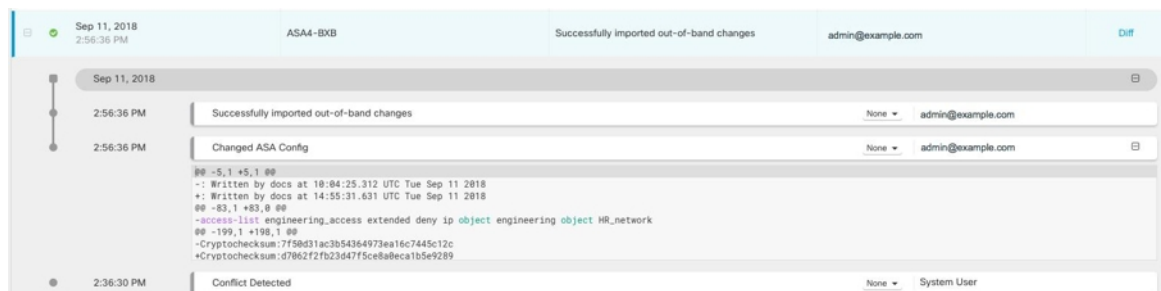 Sep 11, 2018
2:56:36 PM
ASA4-BXB
Successfully imported out-of-band changes
admin@example.com
Diff
Sep 11, 2018
2:56:36 PM Successfully imported out-of-band changes None admin@example.com
2:56:36 PM Changed ASA Config None admin@example.com
@@ -5,1 +5,1 @@
-: Written by docs at 10:04:25.312 UTC Tue Sep 11 2018
+: Written by docs at 14:55:31.631 UTC Tue Sep 11 2018
@@ -83,1 +83,0 @@
-access-list engineering_access extended deny ip object engineering object HR_network
@@ -199,1 +198,1 @@
-Cryptochecksum:7f50d31ac3b54364973ea16c7445c12c
+Cryptochecksum:d7062f2fb23d47f5ce8a0eca1b5e9289
2:36:30 PM Conflict Detected None System User